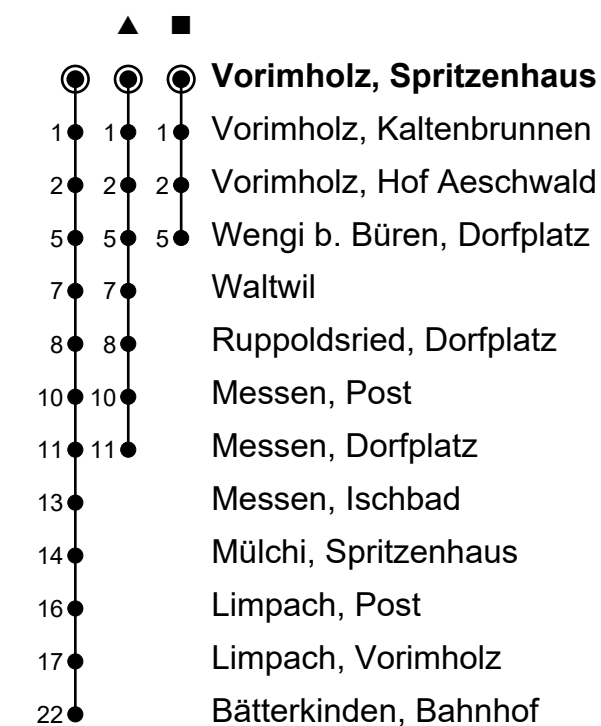 ▲ ■
Vorimholz, Spritzenhaus
1 1 1 Vorimholz, Kaltenbrunnen
2 2 2 Vorimholz, Hof Aeschwald
5 5 5 Wengi b. Büren, Dorfplatz
7 7 Waltwil
8 8 Ruppoldsried, Dorfplatz
10 10 Messen, Post
11 11 Messen, Dorfplatz
13 Messen, Ischbad
14 Mülchi, Spritzenhaus
16 Limpach, Post
17 Limpach, Vorimholz
22 Bätterkinden, Bahnhof